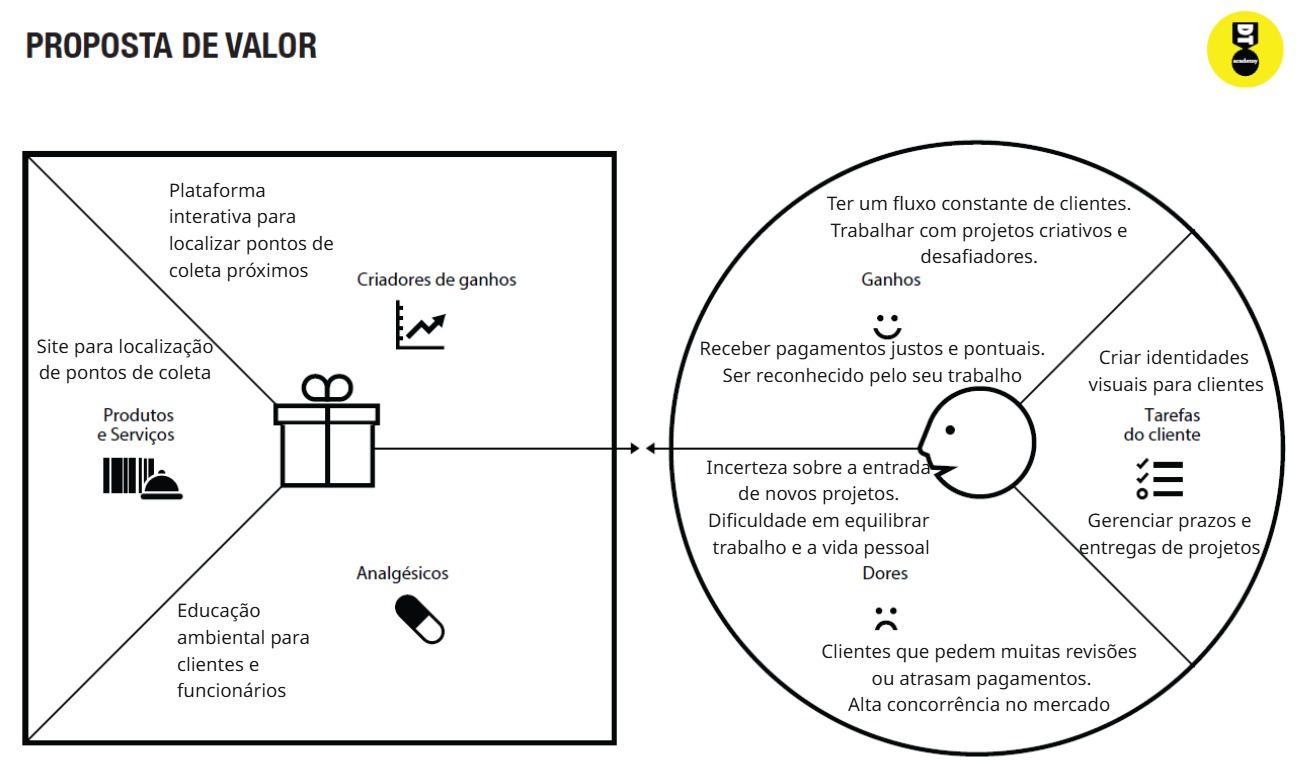 PROPOSTA DE VALOR
DT
academy
Plataforma
interativa para
localizar pontos de
coleta próximos
Criadores de ganhos
Site para localização
de pontos de coleta
Produtos
e Serviços
Analgésicos
Educação
ambiental para
clientes e
funcionários
Ter um fluxo constante de clientes.
Trabalhar com projetos criativos e
desafiadores.
Ganhos
Receber pagamentos justos e pontuais.
Ser reconhecido pelo seu trabalho
Criar identidades
visuais para clientes
Tarefas
do cliente
Gerenciar prazos e
entregas de projetos
Incerteza sobre a entrada
de novos projetos.
Dificuldade em equilibrar
trabalho e a vida pessoal
Dores
Clientes que pedem muitas revisões
ou atrasam pagamentos.
Alta concorrência no mercado